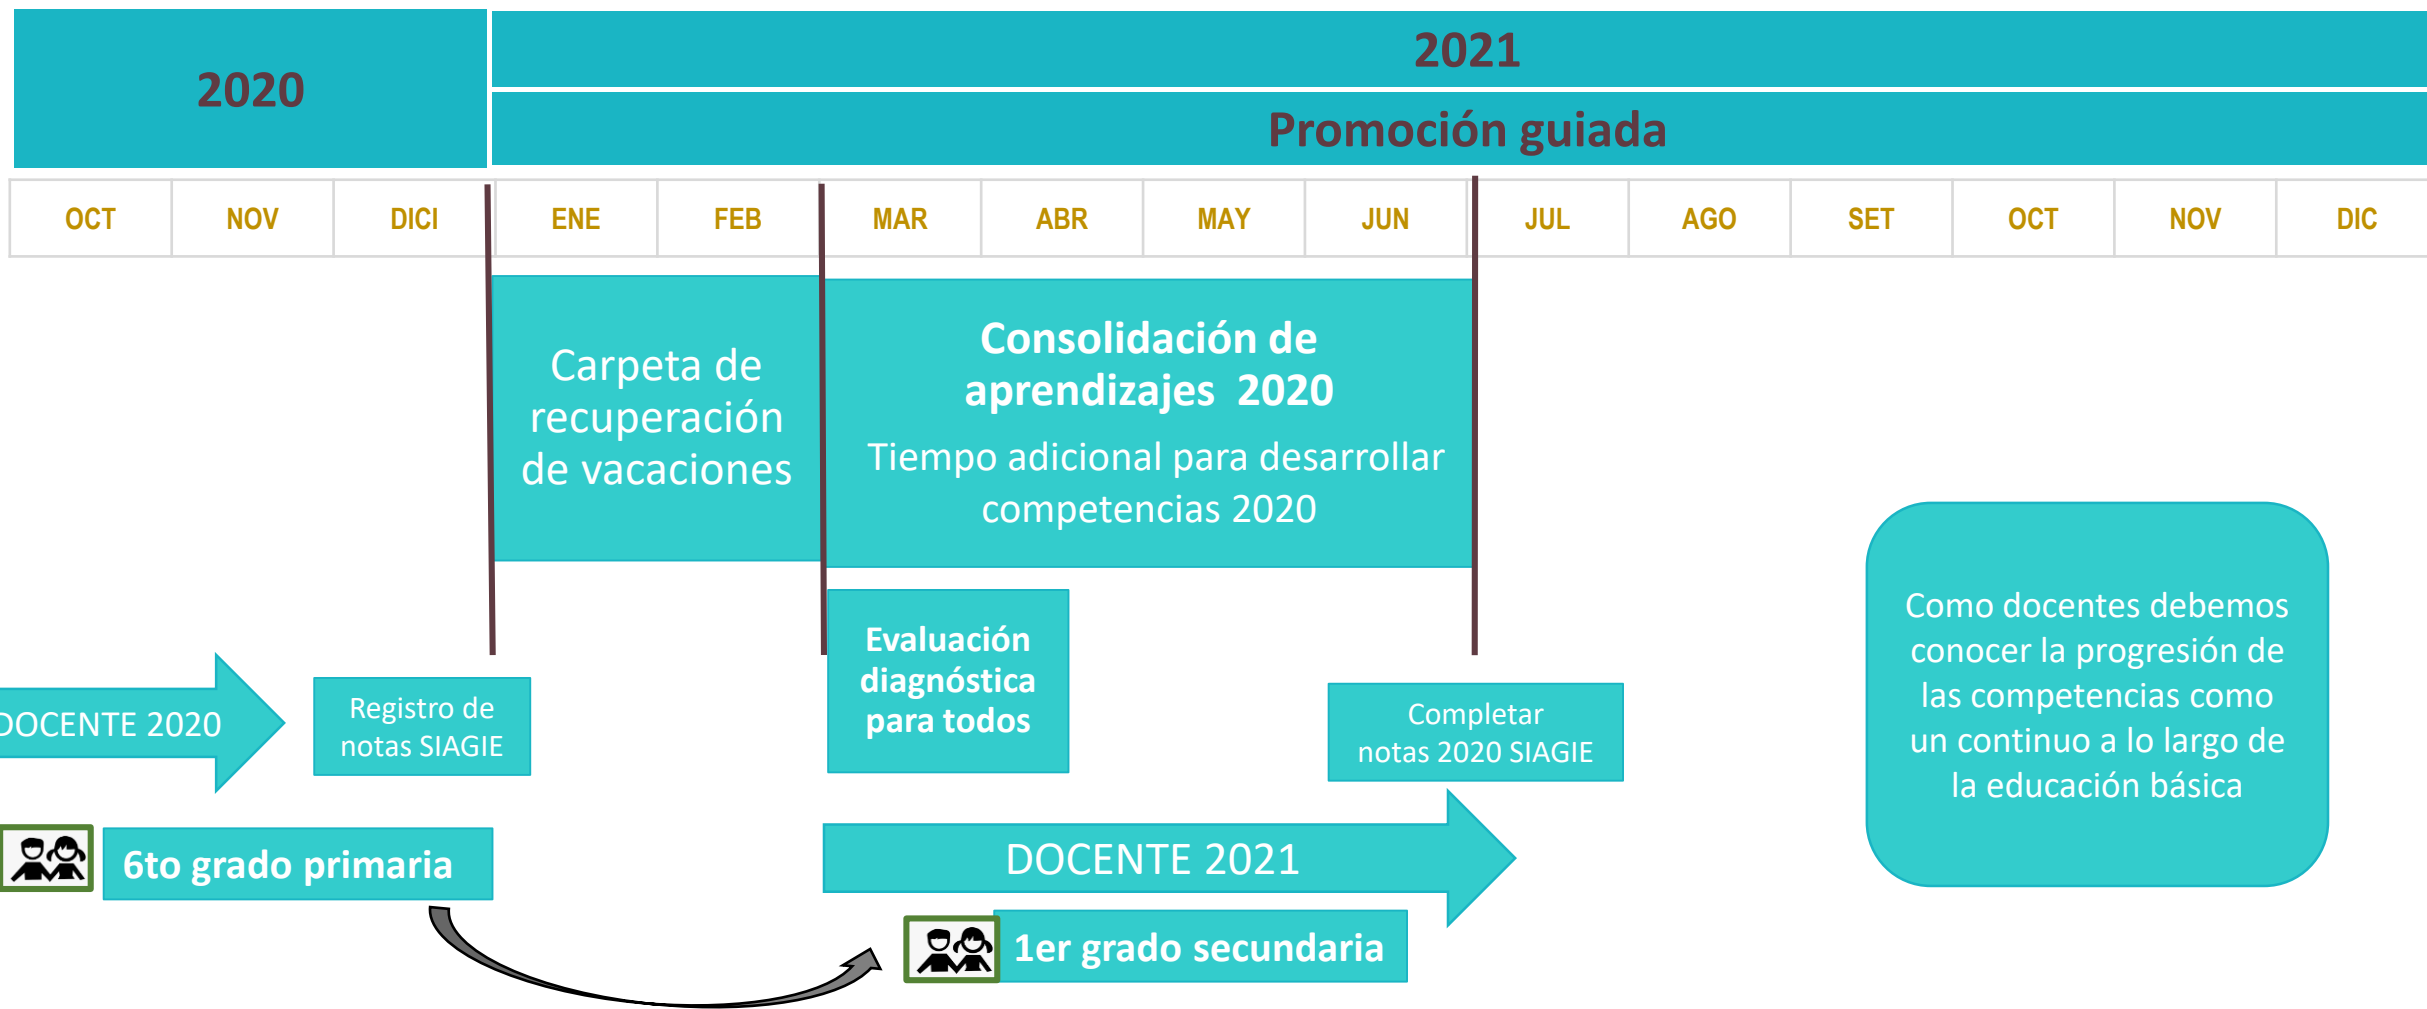 2020
2021
Promoción guiada
OCT NOV DICI ENE FEB MAR ABR MAY JUN JUL AGO SET OCT NOV DIC
Carpeta de
recuperación
de vacaciones
Consolidación de
aprendizajes 2020
Tiempo adicional para desarrollar
competencias 2020
Evaluación
diagnóstica
para todos
DOCENTE 2020
Registro de
notas SIAGIE
Completar
notas 2020 SIAGIE
Como docentes debemos
conocer la progresión de
las competencias como
un continuo a lo largo de
la educación básica
6to grado primaria
DOCENTE 2021
1er grado secundaria